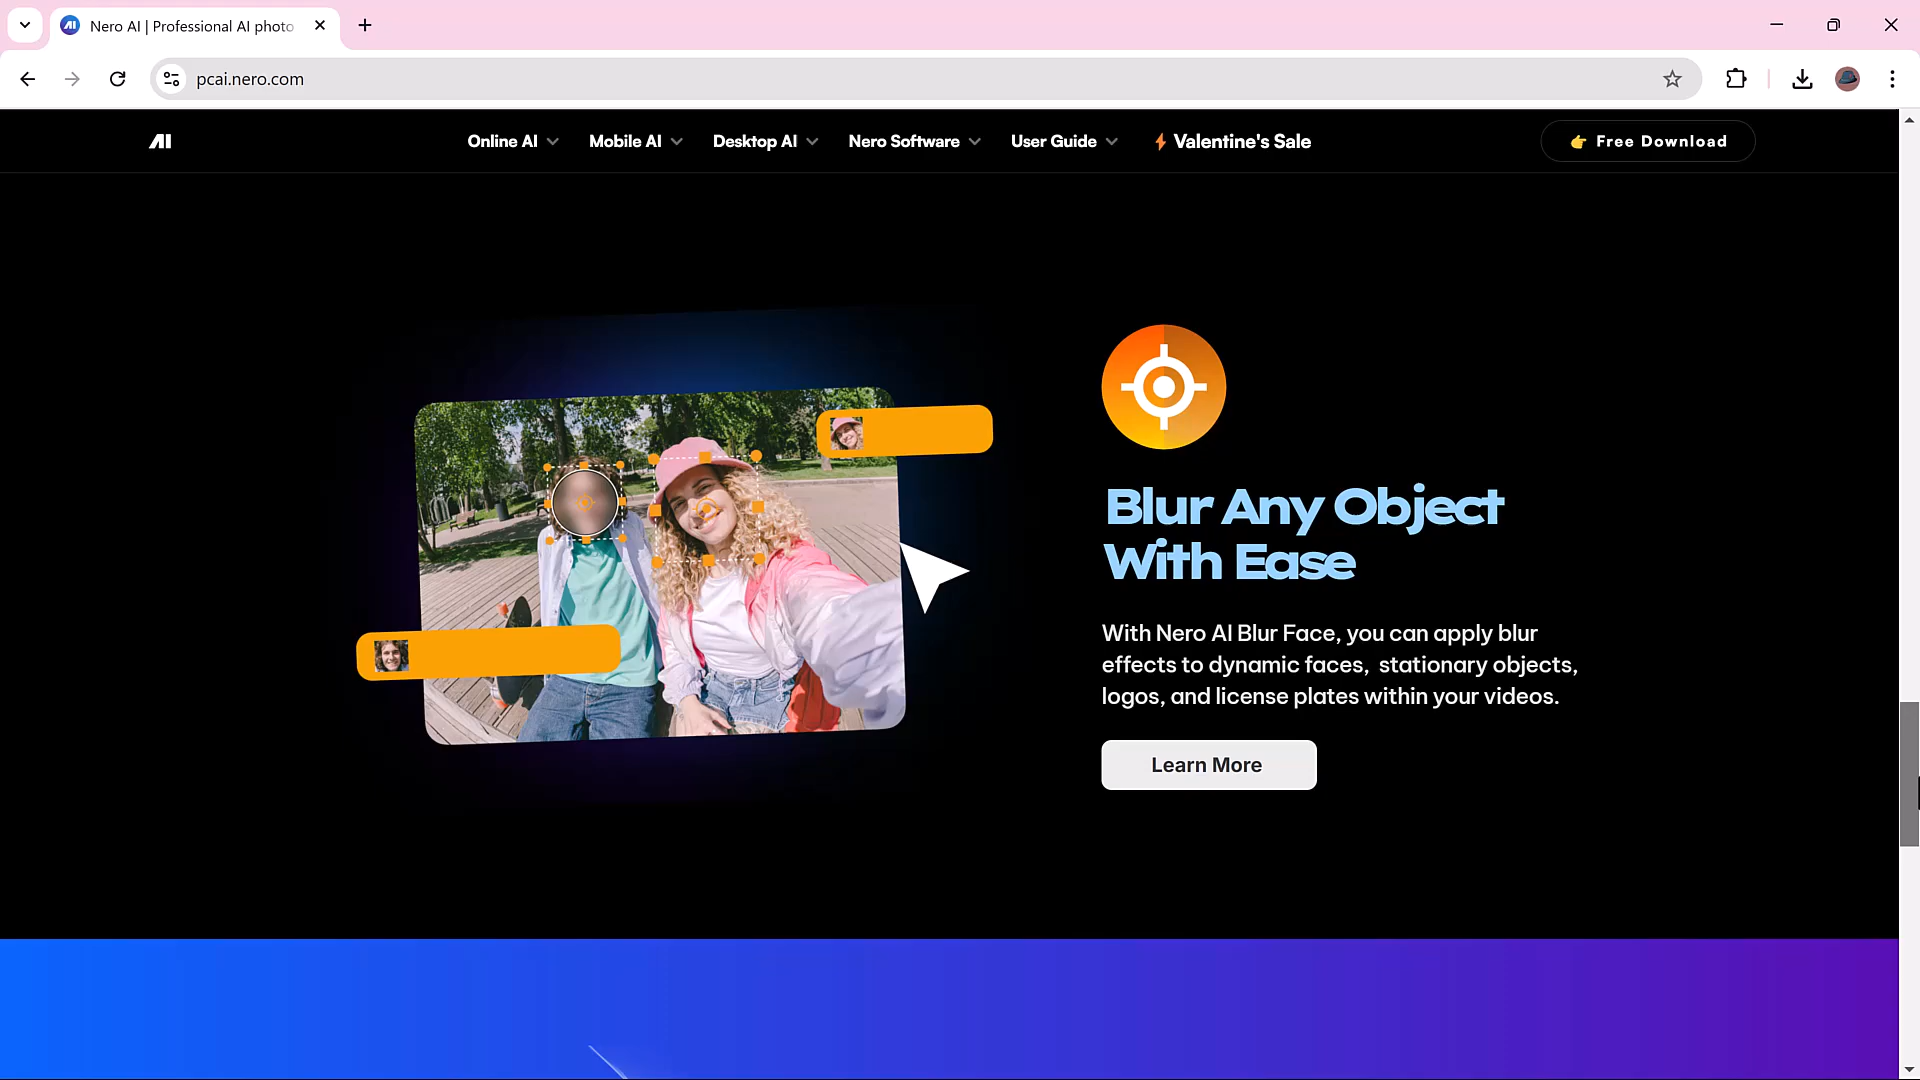 Nero AI | Professional AI photo
pcai.nero.com
AI
Online AI
Mobile AI
Desktop AI
Nero Software
User Guide
Valentine's Sale
Free Download
Blur Any Object
With Ease
With Nero AI Blur Face, you can apply blur
effects to dynamic faces,  stationary objects,
logos, and license plates within your videos.
Learn More